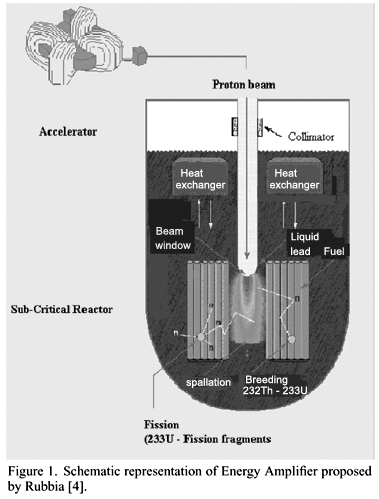 Proton beam
Accelerator
Collimator
Heat
exchanger
Heat
exchanger
Beam
window
Liquid
lead
Fuel
Sub-Critical Reactor
n
n
n
n
spallation
Breeding
232Th - 233U
Fission
(233U - Fission fragments
Figure 1. Schematic representation of Energy Amplifier proposed
by Rubbia [4].